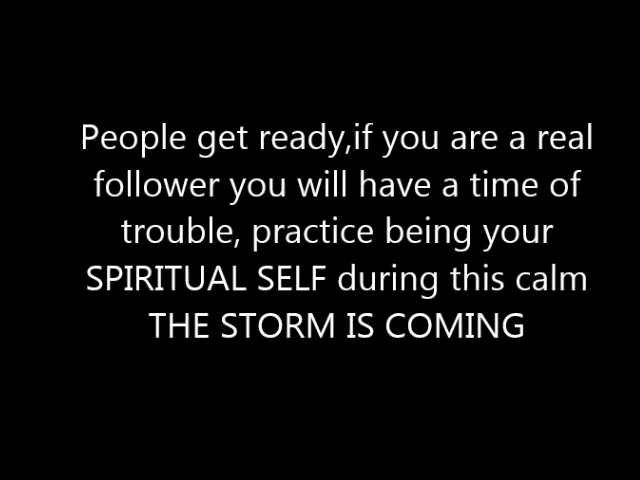 People get ready,if you are a real
follower you will have a time of
trouble, practice being your
SPIRITUAL SELF during this calm
THE STORM IS COMING